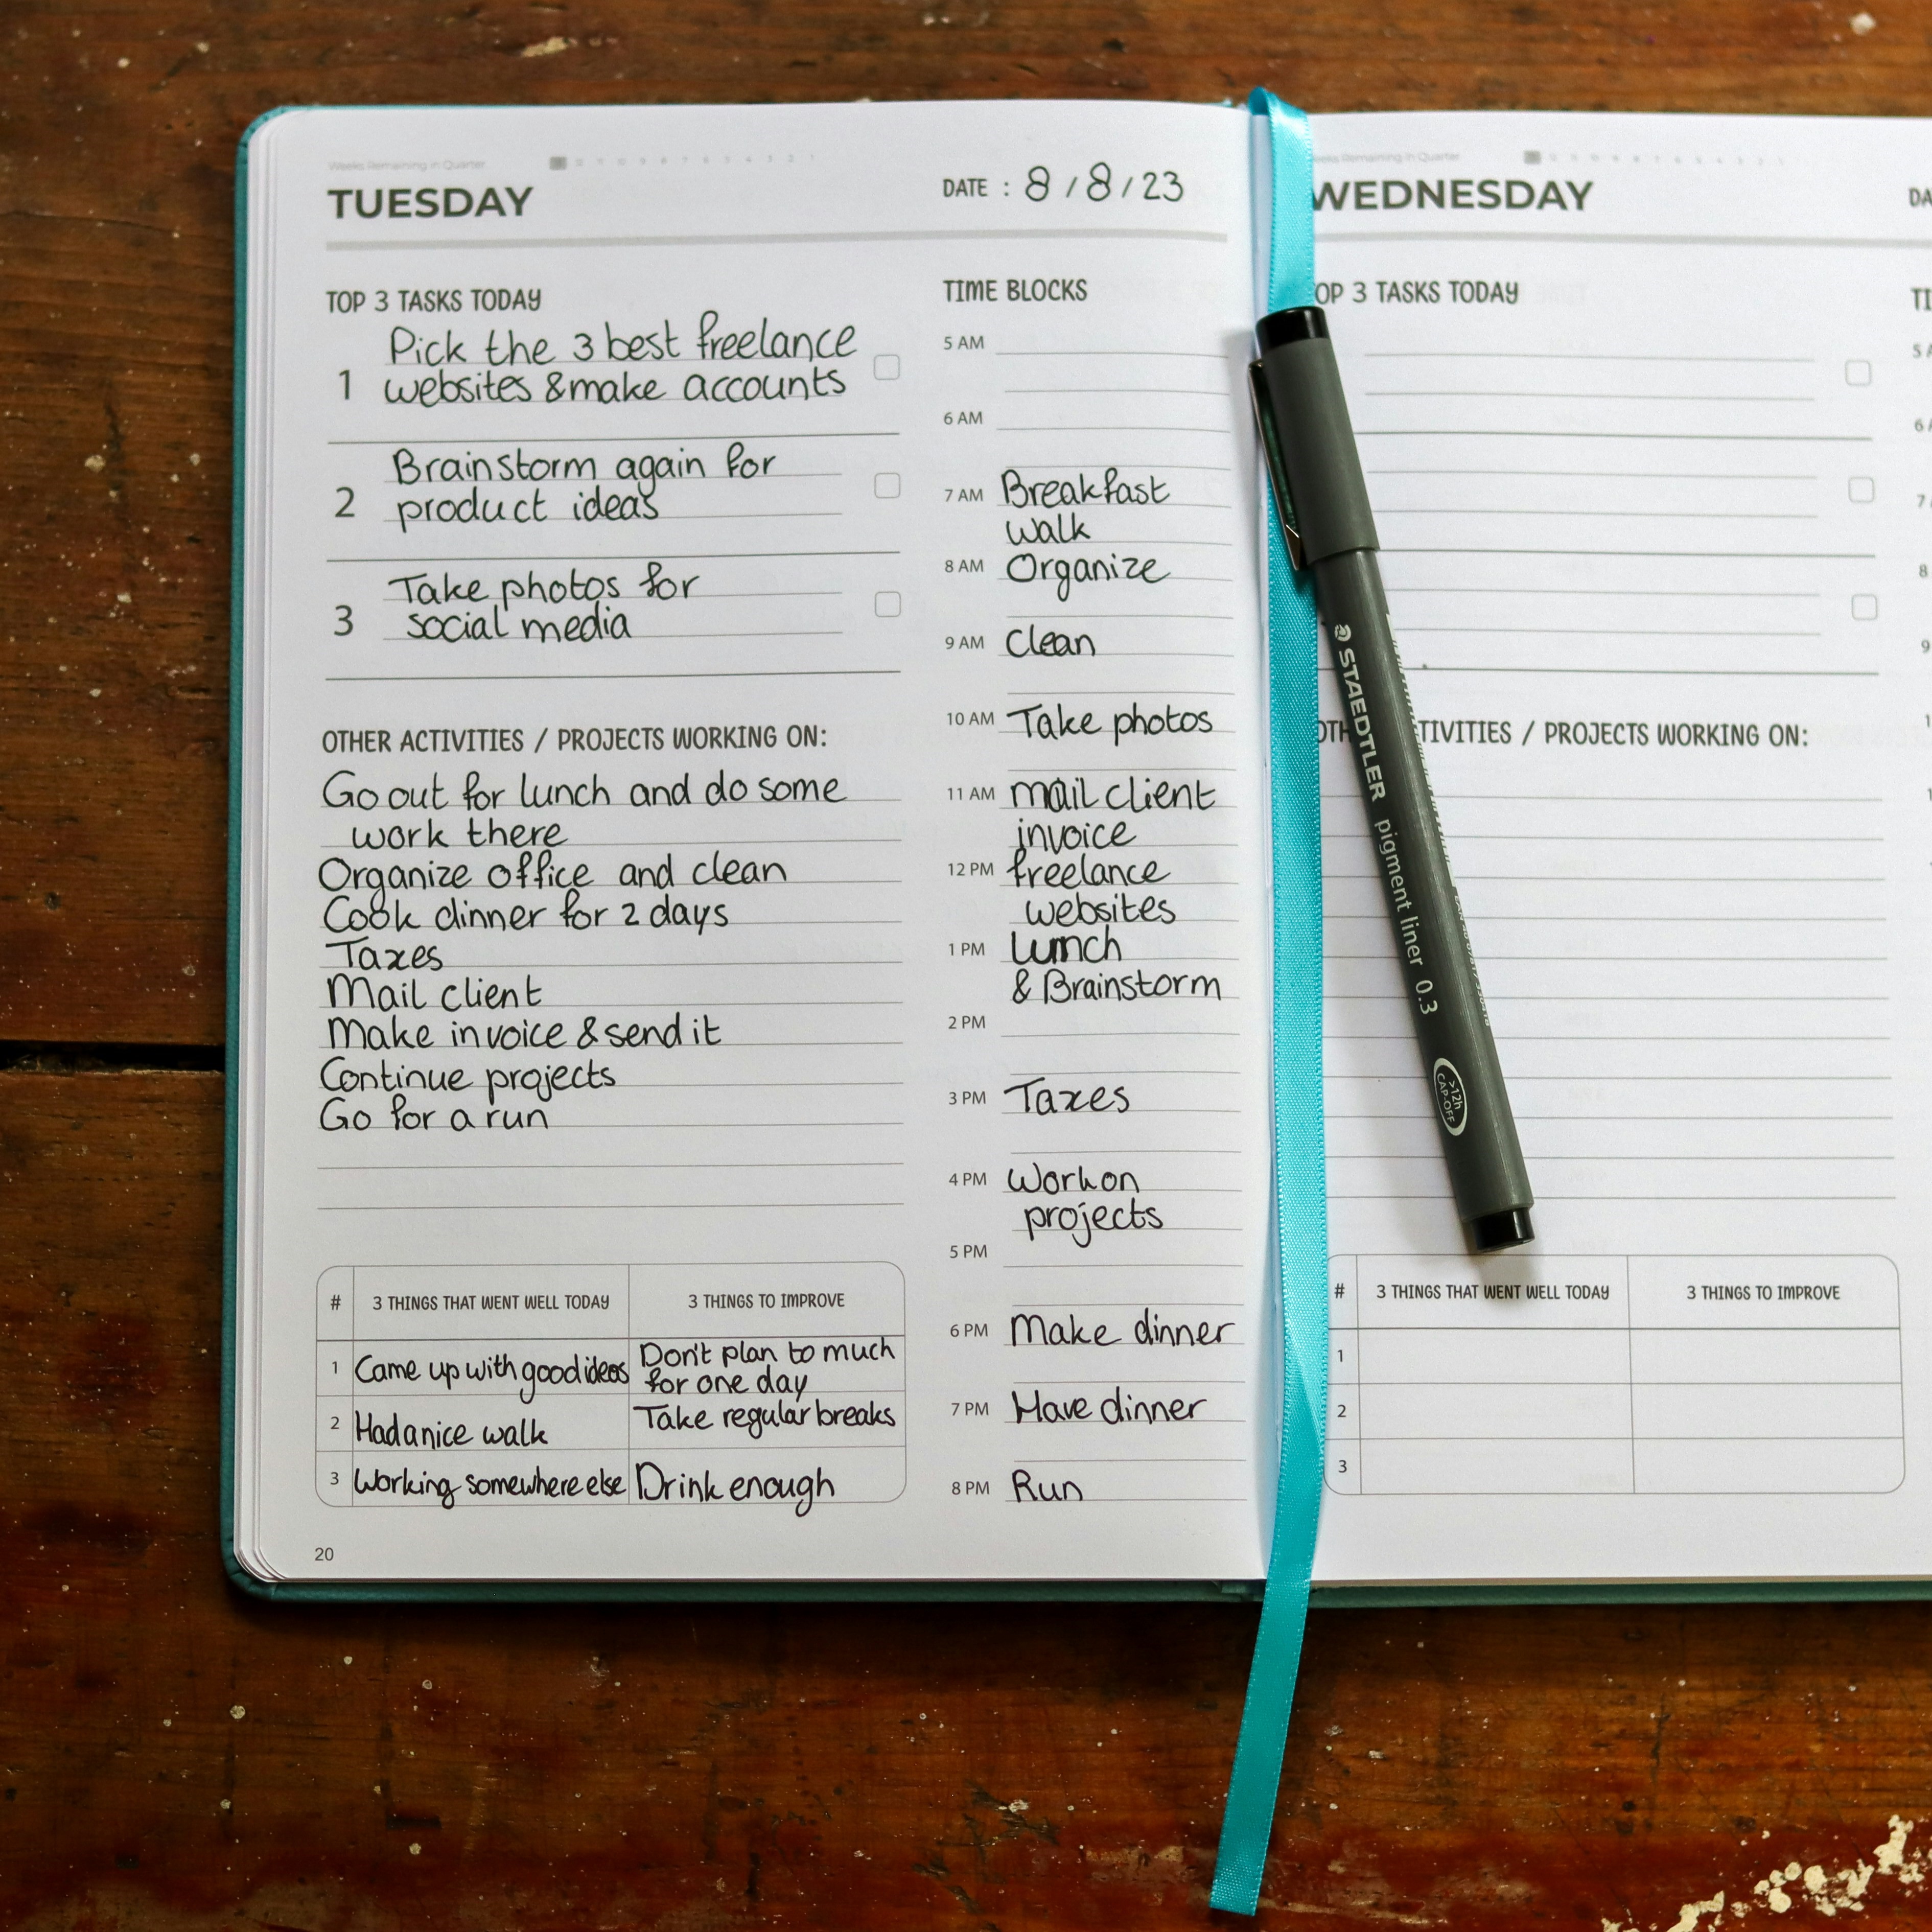 Weeks Remaining in Quarter
TUESDAY
DATE : 8 / 8 / 23
TOP 3 TASKS TODAY
1
Pick the 3 best freelance
websites & make accounts
2
Brainstorm again for
product ideas
3
Take photos for
social media
OTHER ACTIVITIES / PROJECTS WORKING ON:
Go out for lunch and do some
work there
Organize office and clean
Cook dinner for 2 days
Taxes
Mail client
Make invoice & send it
Continue projects
Go for a run
# 3 THINGS THAT WENT WELL TODAY 3 THINGS TO IMPROVE
1 Came up with good ideas Don't plan to much
for one day
2 Had a nice walk Take regular breaks
3 Working somewhere else Drink enough
20
TIME BLOCKS
5 AM
6 AM
7 AM Breakfast
walk
8 AM Organize
9 AM Clean
10 AM Take photos
11 AM mail client
invoice
12 PM freelance
websites
1 PM Lunch
& Brainstorm
2 PM
3 PM Taxes
4 PM Work on
projects
5 PM
6 PM Make dinner
7 PM Have dinner
8 PM Run
STAEDTLER pigment liner 0.3
>12h
CAP-OFF
Remaining in Quarter
WEDNESDAY
DA
OP 3 TASKS TODAY
TI
5 A
6 A
7
8
9
OTH TIVITIES / PROJECTS WORKING ON:
# 3 THINGS THAT WENT WELL TODAY 3 THINGS TO IMPROVE
1
2
3